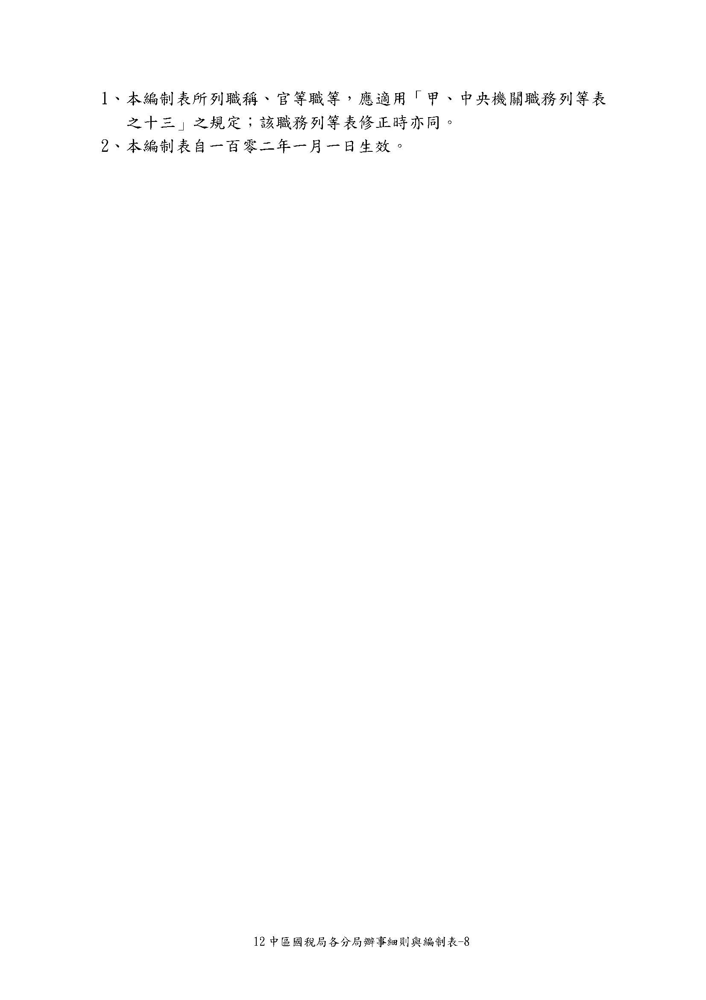 1、本編制表所列職稱、官等職等，應適用「甲、中央機關職務列等表
之十三」之規定；該職務列等表修正時亦同。
2、本編制表自一百零二年一月一日生效。
12 中區國稅局各分局辦事細則與編制表-8